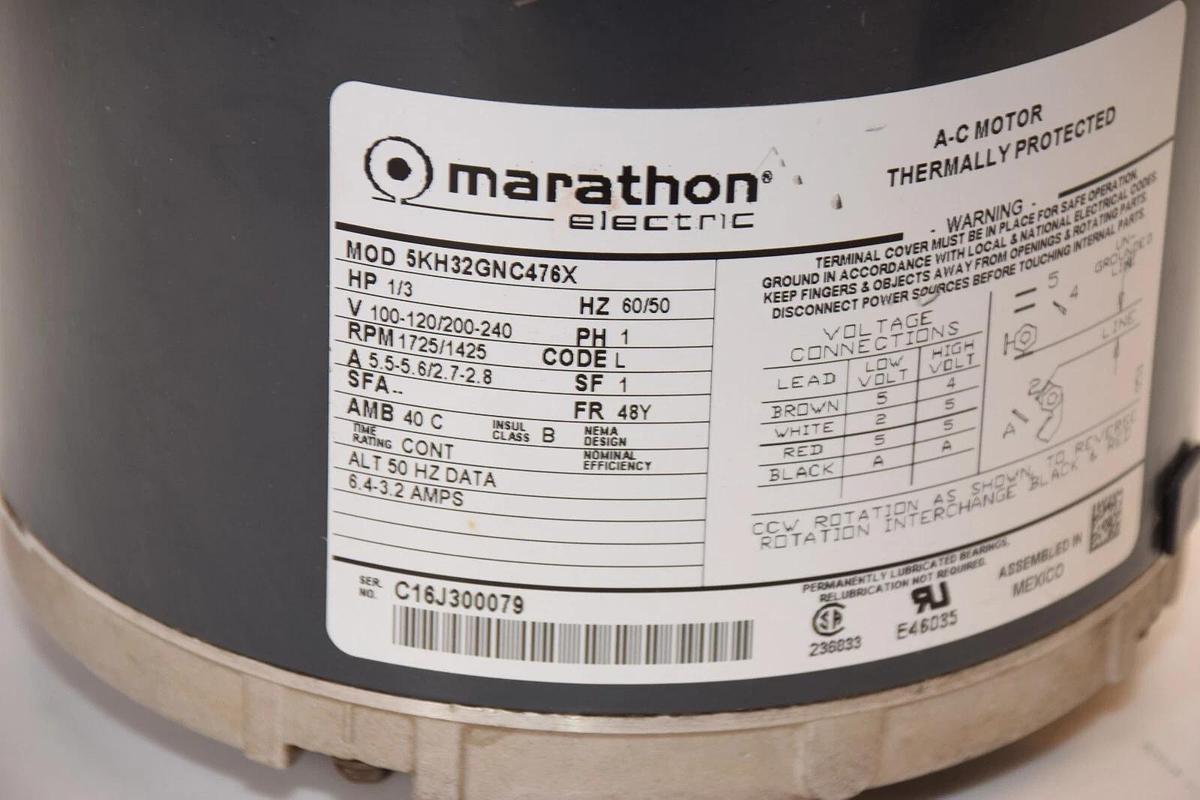 marathon®
electric
A-C MOTOR
THERMALLY PROTECTED
MOD 5KH32GNC476X
HP 1/3 HZ 60/50
V 100-120/200-240 PH 1
RPM 1725/1425 CODE L
A 5.5-5.6/2.7-2.8 SF 1
SFA -- FR 48Y
AMB 40 C INSUL CLASS B NEMA DESIGN
TIME RATING CONT NOMINAL EFFICIENCY
ALT 50 HZ DATA
6.4-3.2 AMPS
SER. NO. C16J300079
- WARNING -
TERMINAL COVER MUST BE IN PLACE FOR SAFE OPERATION.
GROUND IN ACCORDANCE WITH LOCAL & NATIONAL ELECTRICAL CODES.
KEEP FINGERS & OBJECTS AWAY FROM OPENINGS & ROTATING PARTS.
DISCONNECT POWER SOURCES BEFORE TOUCHING INTERNAL PARTS.
VOLTAGE
CONNECTIONS
LEAD LOW VOLT HIGH VOLT
BROWN 5 4
WHITE 2 5
RED 5 5
BLACK A A
5
4
UN-
GROUNDED
LINE
LINE
2
A
CCW ROTATION AS SHOWN, TO REVERSE
ROTATION INTERCHANGE BLACK & RED
PERMANENTLY LUBRICATED BEARINGS.
RELUBRICATION NOT REQUIRED.
ASSEMBLED IN
MEXICO
236833
E46035